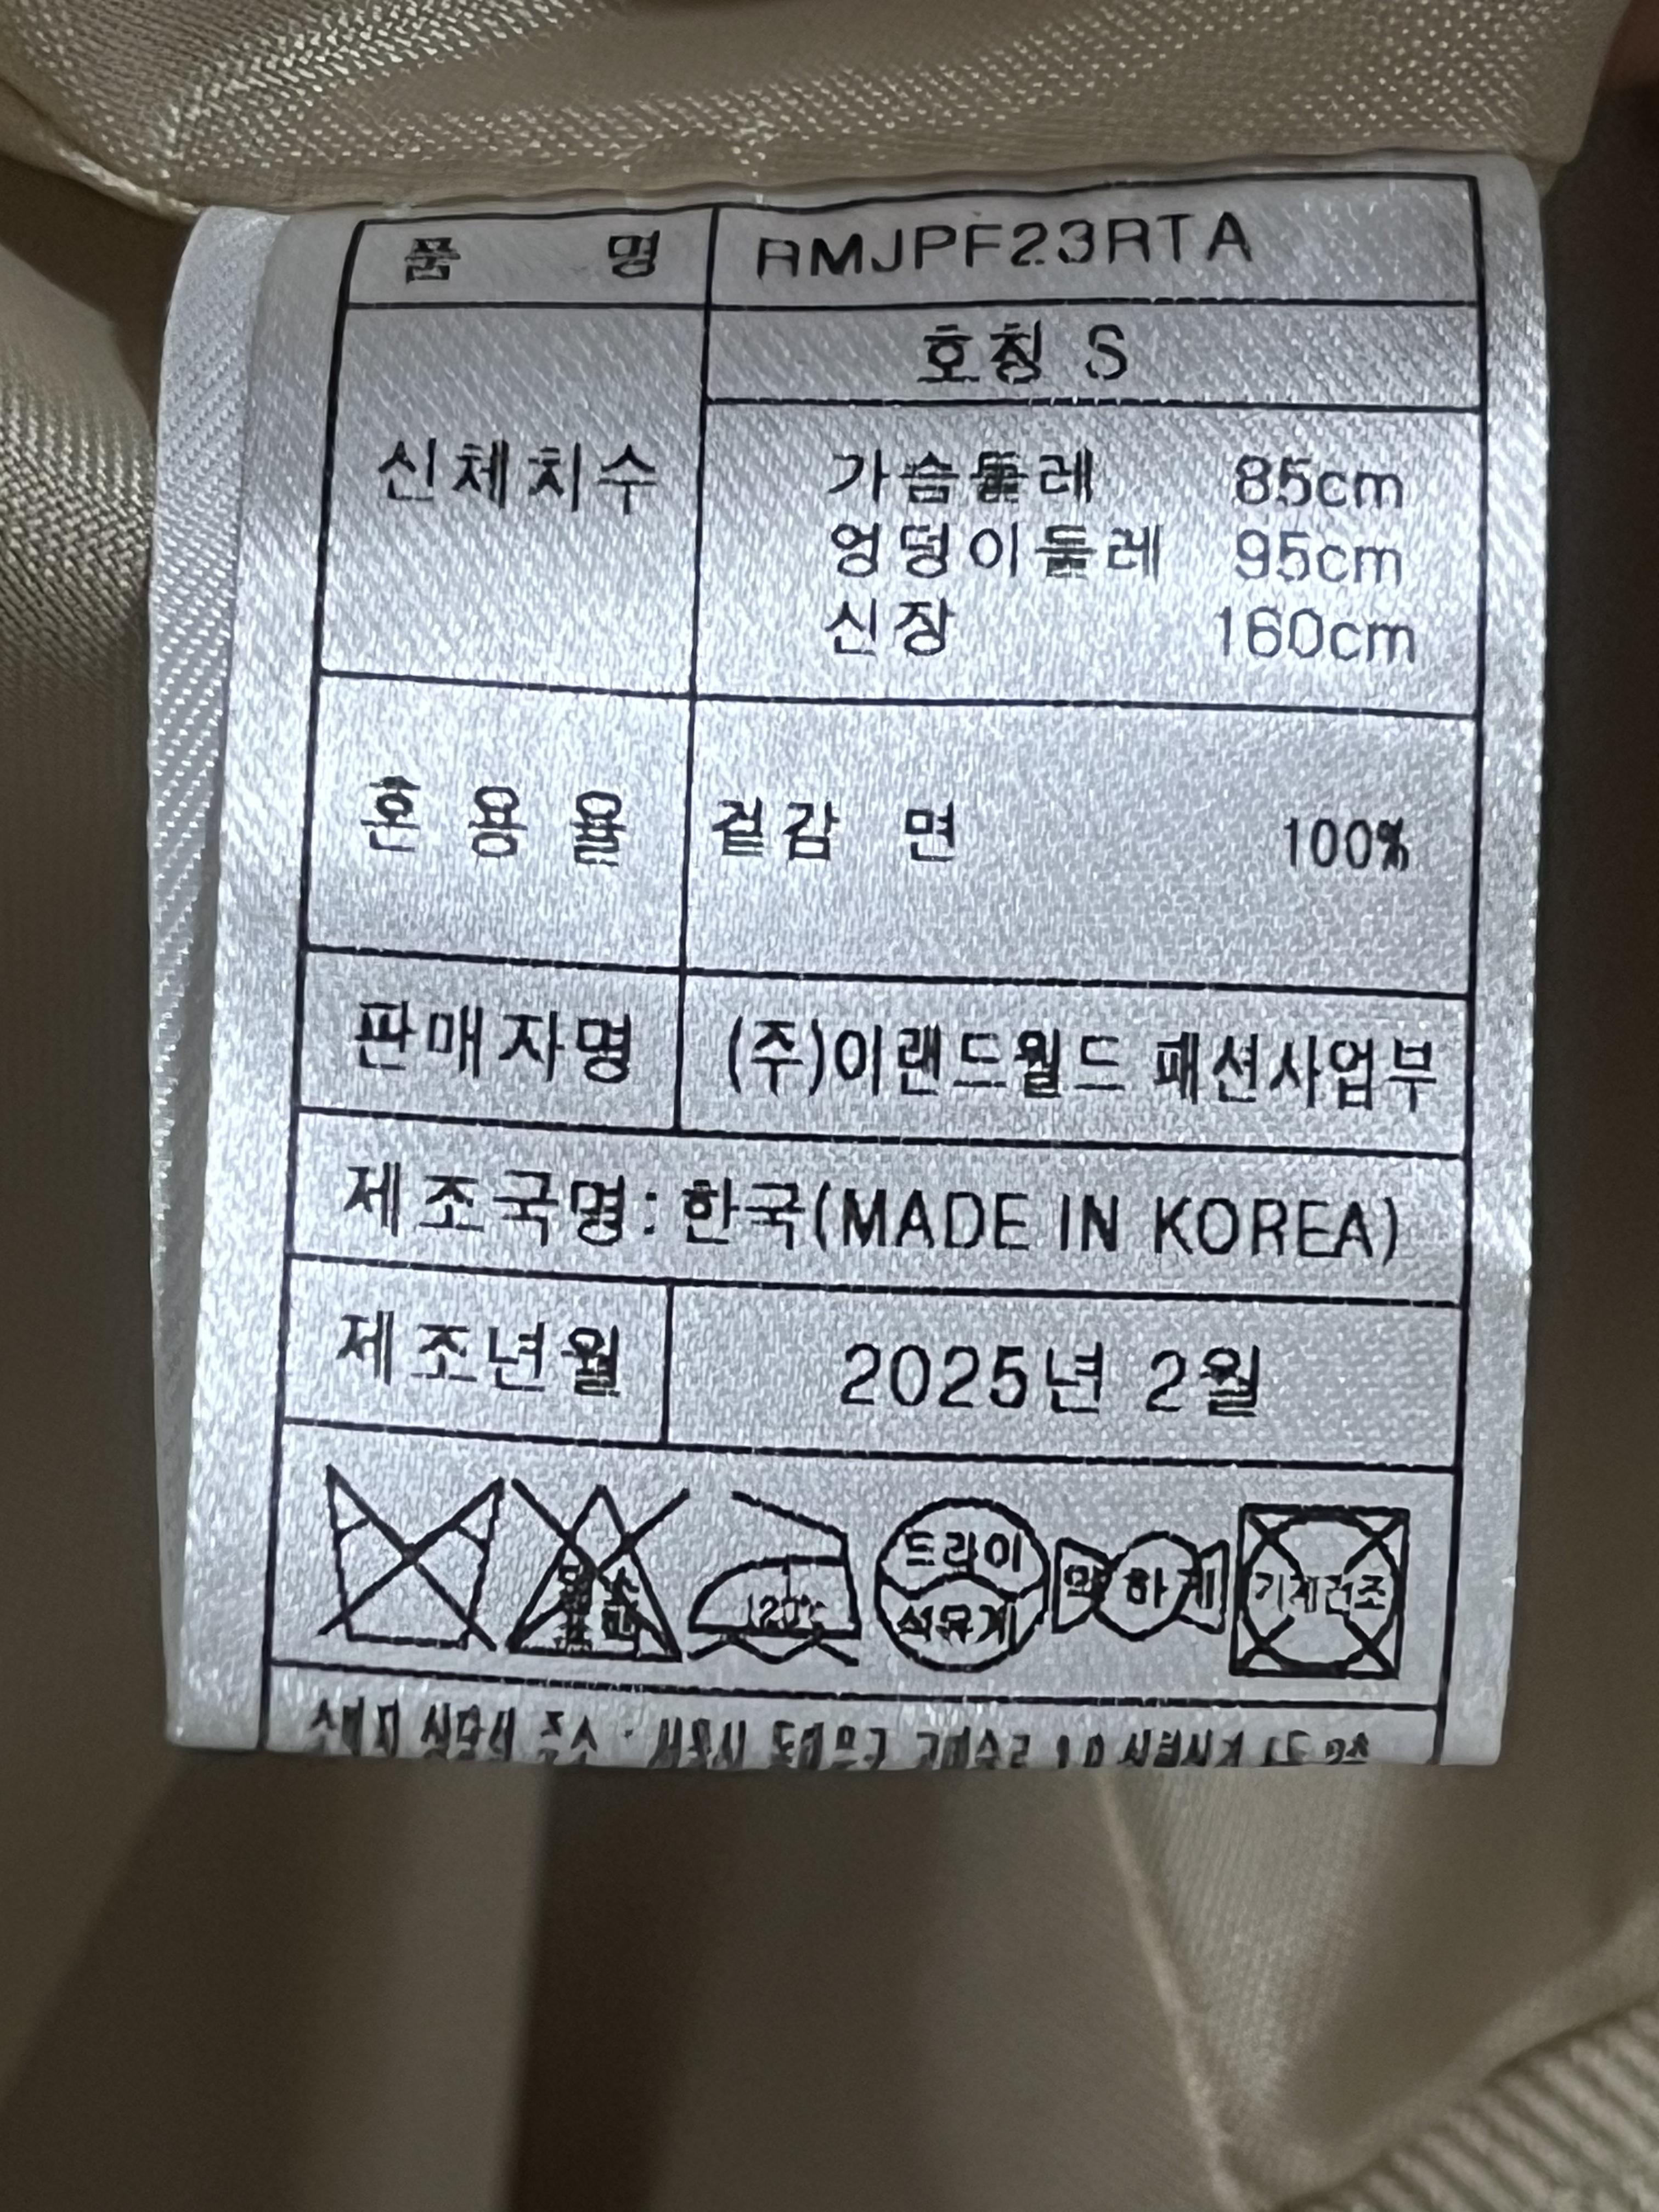 품 명 RMJPF23RTA
호칭 S
신체치수
가슴둘레 85cm
엉덩이둘레 95cm
신장 160cm
혼용율 겉감 면 100%
판매자명 (주)이랜드월드 패션사업부
제조국명: 한국(MADE IN KOREA)
제조년월 2025년 2월
120℃
드라이
석유계
약하게
기계건조